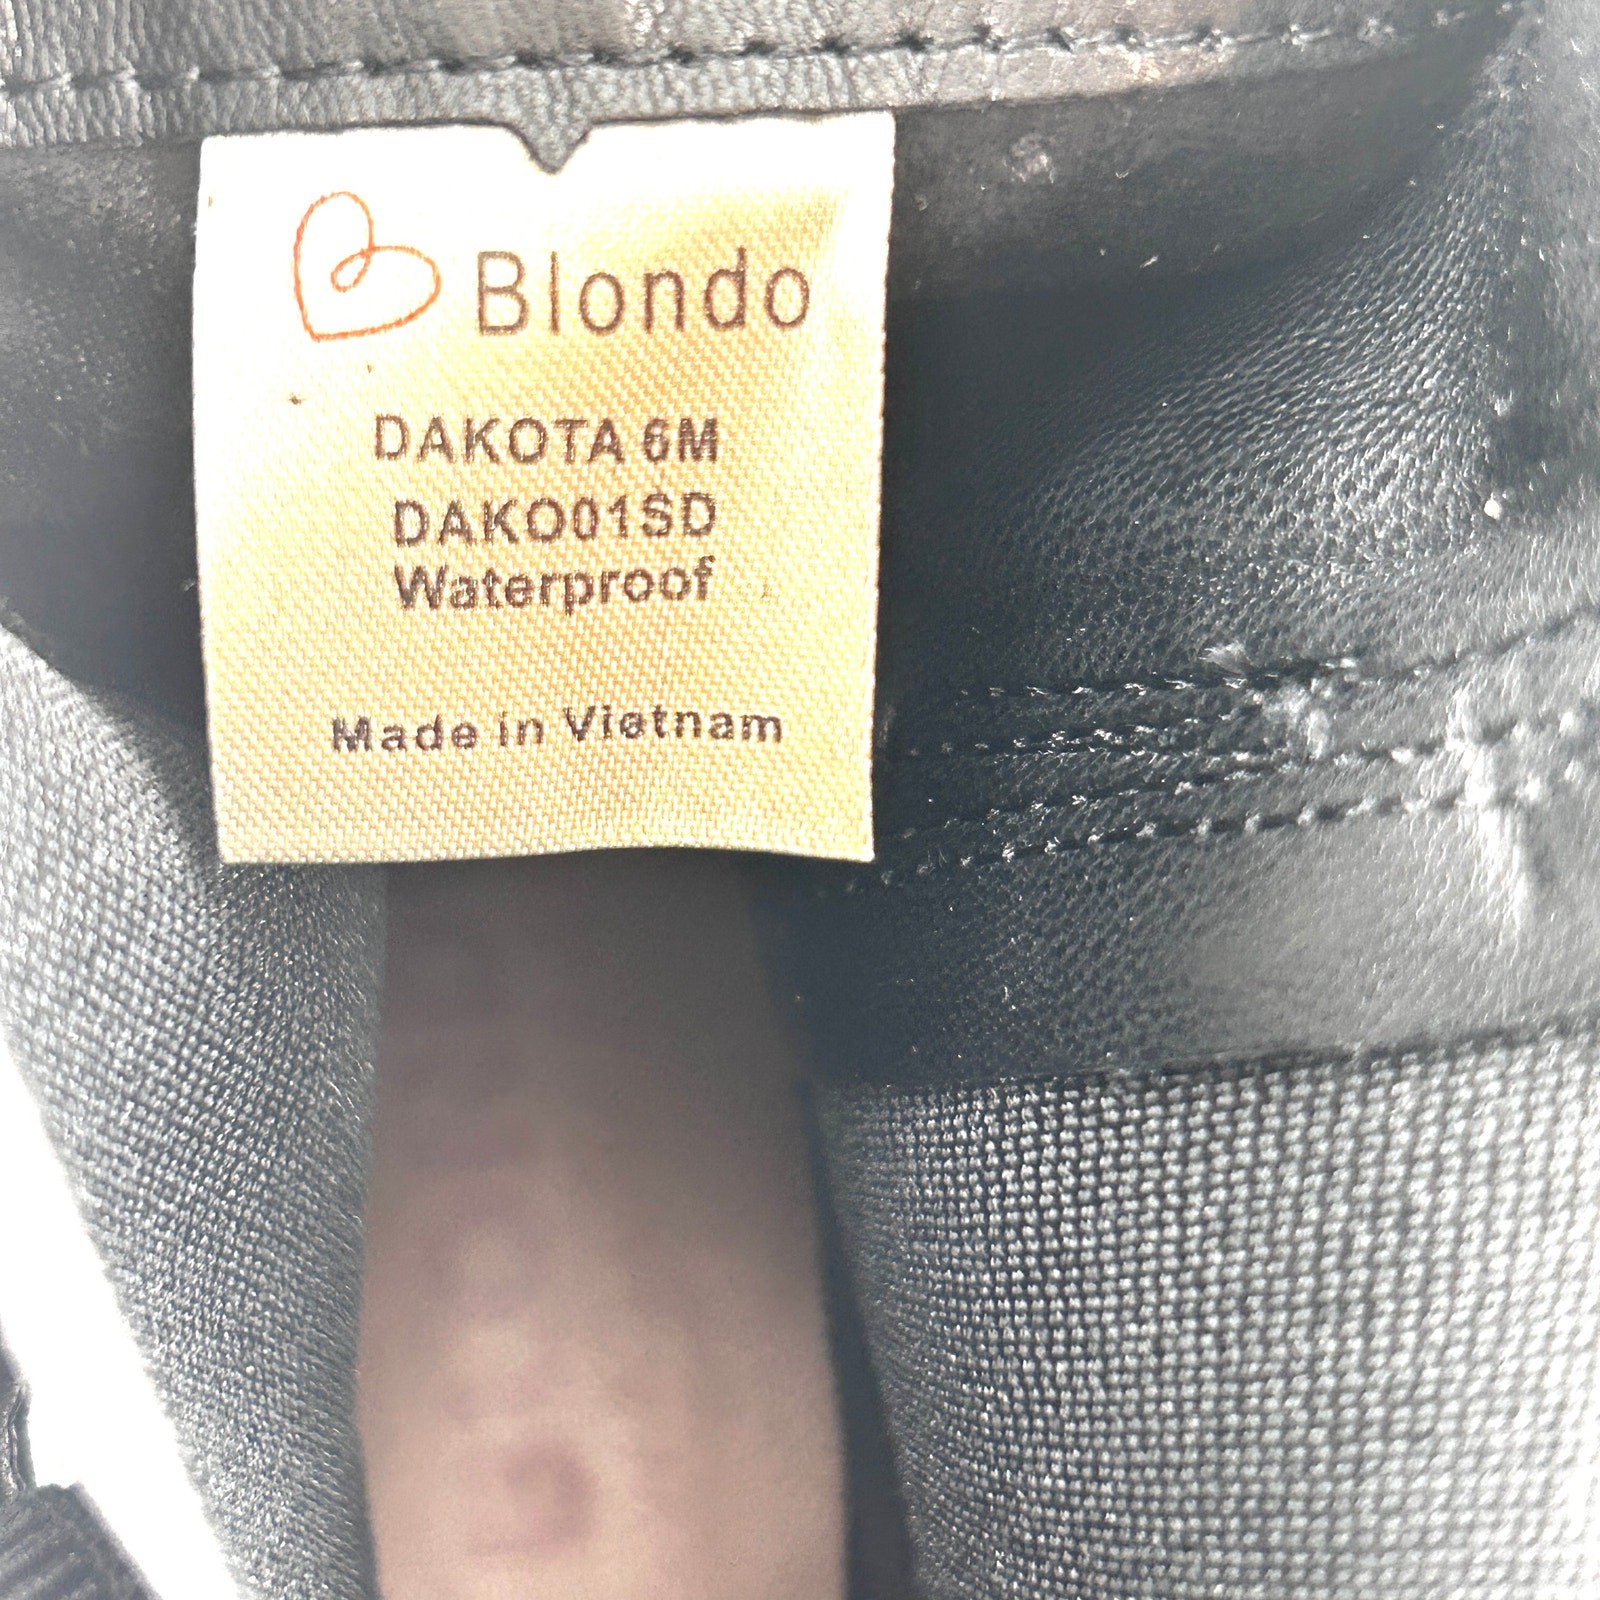 Blondo
DAKOTA 6M
DAKO01SD
Waterproof
Made in Vietnam